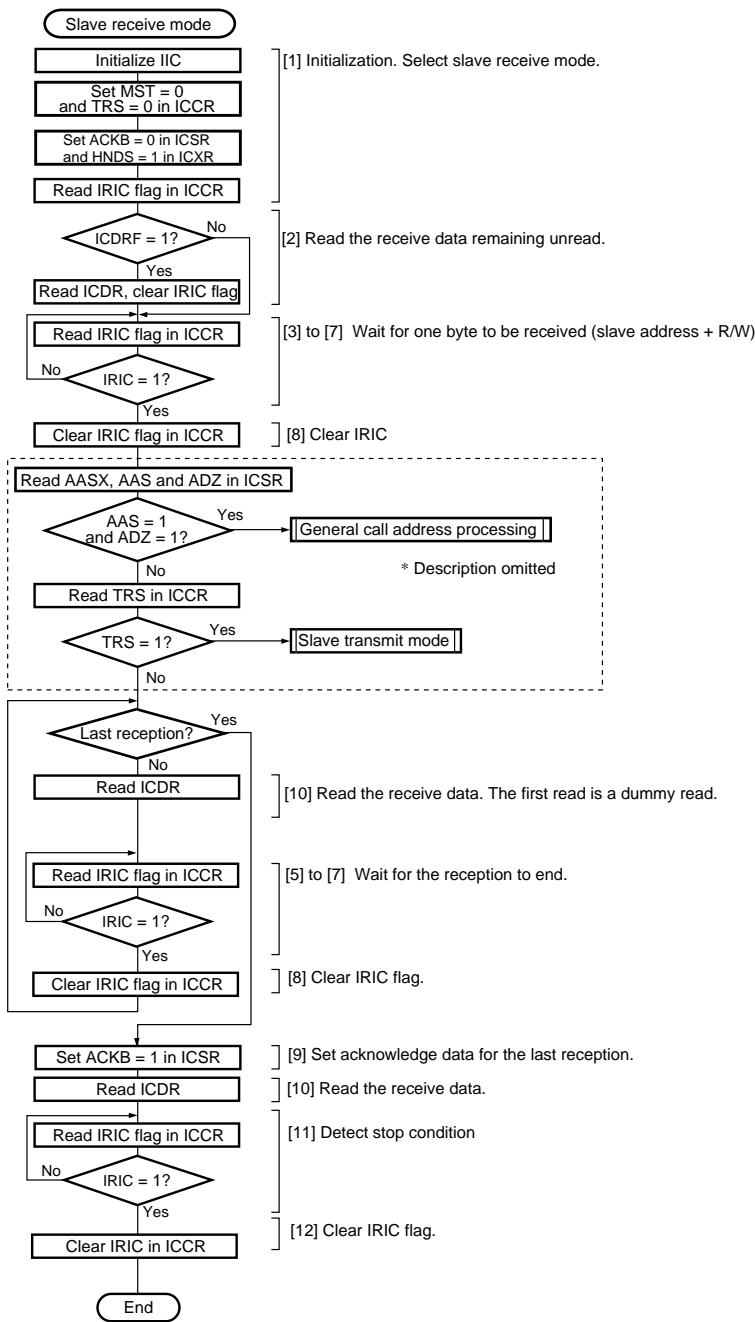 Slave receive mode
Initialize IIC
[1] Initialization. Select slave receive mode.
Set MST = 0
and TRS = 0 in ICCR
Set ACKB = 0 in ICSR
and HNDS = 1 in ICXR
Read IRIC flag in ICCR
No
ICDRF = 1?
[2] Read the receive data remaining unread.
Yes
Read ICDR, clear IRIC flag
Read IRIC flag in ICCR
[3] to [7] Wait for one byte to be received (slave address + R/W)
No
IRIC = 1?
Yes
Clear IRIC flag in ICCR
[8] Clear IRIC
Read AASX, AAS and ADZ in ICSR
AAS = 1
and ADZ = 1?
Yes
General call address processing
No
* Description omitted
Read TRS in ICCR
TRS = 1?
Yes
Slave transmit mode
No
Last reception?
Yes
No
Read ICDR
[10] Read the receive data. The first read is a dummy read.
Read IRIC flag in ICCR
[5] to [7] Wait for the reception to end.
No
IRIC = 1?
Yes
Clear IRIC flag in ICCR
[8] Clear IRIC flag.
Set ACKB = 1 in ICSR
[9] Set acknowledge data for the last reception.
Read ICDR
[10] Read the receive data.
Read IRIC flag in ICCR
[11] Detect stop condition
No
IRIC = 1?
Yes
Clear IRIC in ICCR
[12] Clear IRIC flag.
End